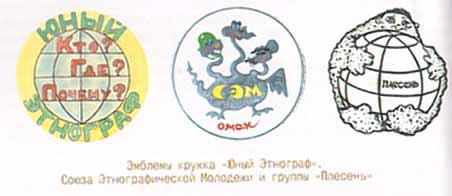 ЮНЫЙ
Кто?
Где?
Почему?
ЭТНОГРАФ
СЭМ
ОМСК
ПЛЕСЕНЬ
Эмблемы кружка «Юный Этнограф».
Союза Этнографической Молодежи и группы «Плесень»